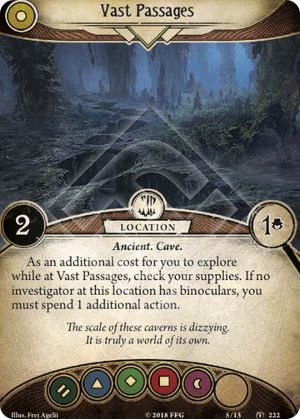 Vast Passages
2
LOCATION
1
Ancient. Cave.
As an additional cost for you to explore
while at Vast Passages, check your supplies. If no
investigator at this location has binoculars, you
must spend 1 additional action.
The scale of these caverns is dizzying.
It is truly a world of its own.
Illus. Frej Agelii
© 2018 FFG
5/13
222